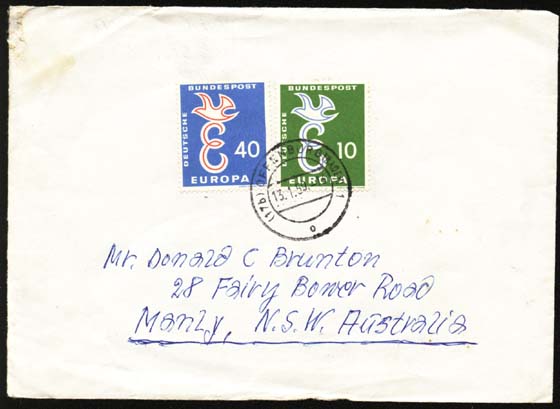 DEUTSCHE
BUNDESPOST
40
EUROPA
DEUTSCHE
BUNDESPOST
10
EUROPA
Mr. Donald C Brunton
28 Fairy Bower Road
Manly, N.S.W. Australia